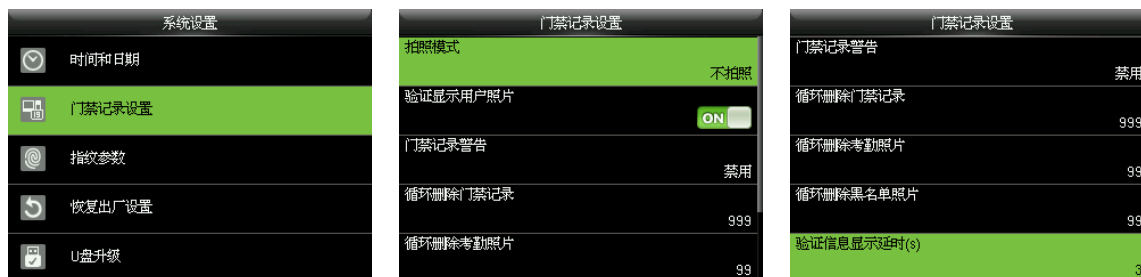 系统设置
时间和日期
门禁记录设置
指纹参数
恢复出厂设置
U盘升级
门禁记录设置
拍照模式
不拍照
验证显示用户照片
ON
门禁记录警告
禁用
循环删除门禁记录
999
循环删除考勤照片
99
门禁记录设置
门禁记录警告
禁用
循环删除门禁记录
999
循环删除考勤照片
99
循环删除黑名单照片
99
验证信息显示延时(s)
3